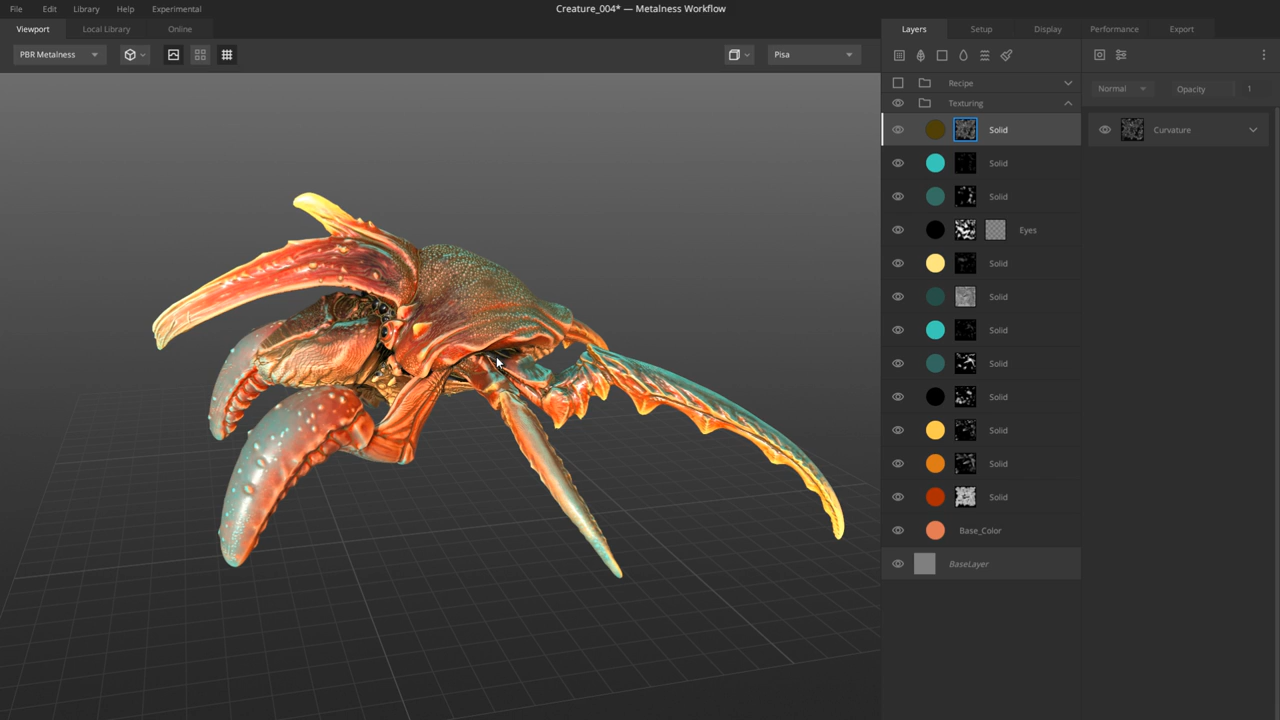 File Edit Library Help Experimental Creature_004* — Metalness Workflow
Viewport Local Library Online Layers Setup Display Performance Export
PBR Metalness Pisa
Recipe
Normal Opacity 1
Texturing
Solid Curvature
Solid
Solid
Eyes
Solid
Solid
Solid
Solid
Solid
Solid
Solid
Solid
Base_Color
BaseLayer